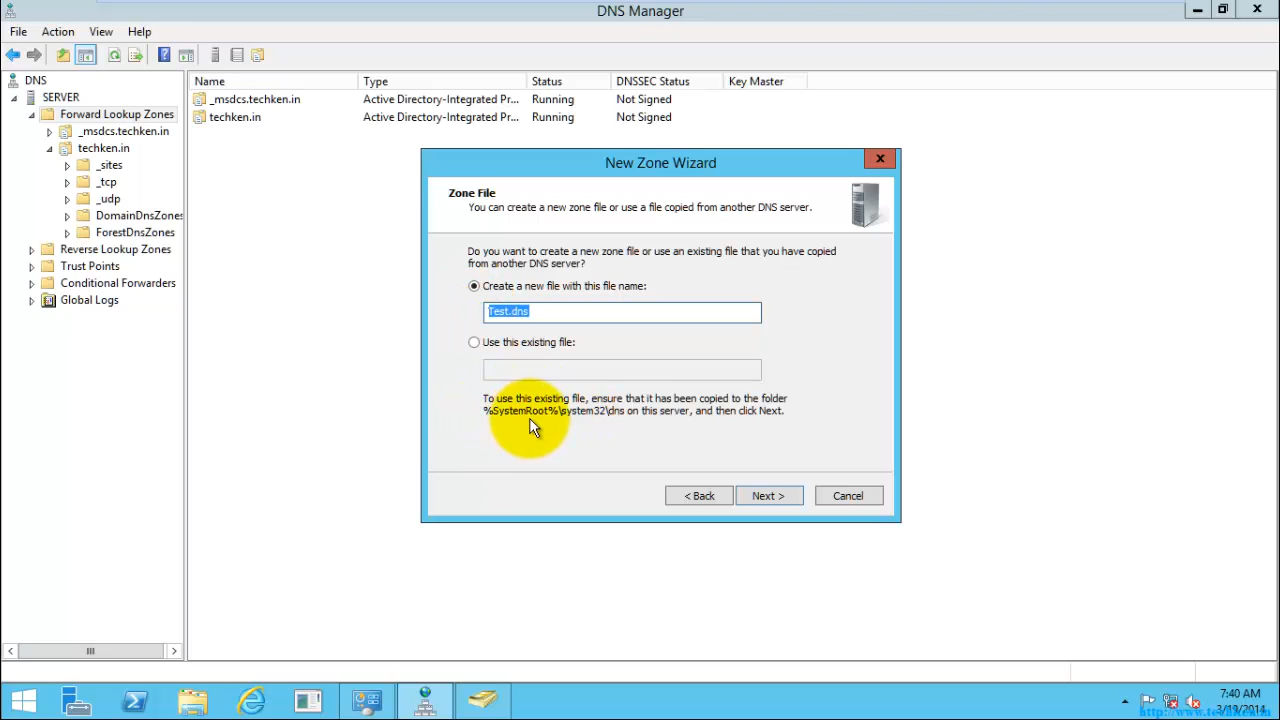 DNS Manager
File Action View Help
DNS
SERVER
Forward Lookup Zones
_msdcs.techken.in
techken.in
_sites
_tcp
_udp
DomainDnsZones
ForestDnsZones
Reverse Lookup Zones
Trust Points
Conditional Forwarders
Global Logs
Name Type Status DNSSEC Status Key Master
_msdcs.techken.in Active Directory-Integrated Pr... Running Not Signed
techken.in Active Directory-Integrated Pr... Running Not Signed
New Zone Wizard
Zone File
You can create a new zone file or use a file copied from another DNS server.
Do you want to create a new zone file or use an existing file that you have copied
from another DNS server?
Create a new file with this file name:
Test.dns
Use this existing file:
To use this existing file, ensure that it has been copied to the folder
%SystemRoot%\system32\dns on this server, and then click Next.
< Back Next > Cancel
7:40 AM
3/13/2014
http://www.techken.in